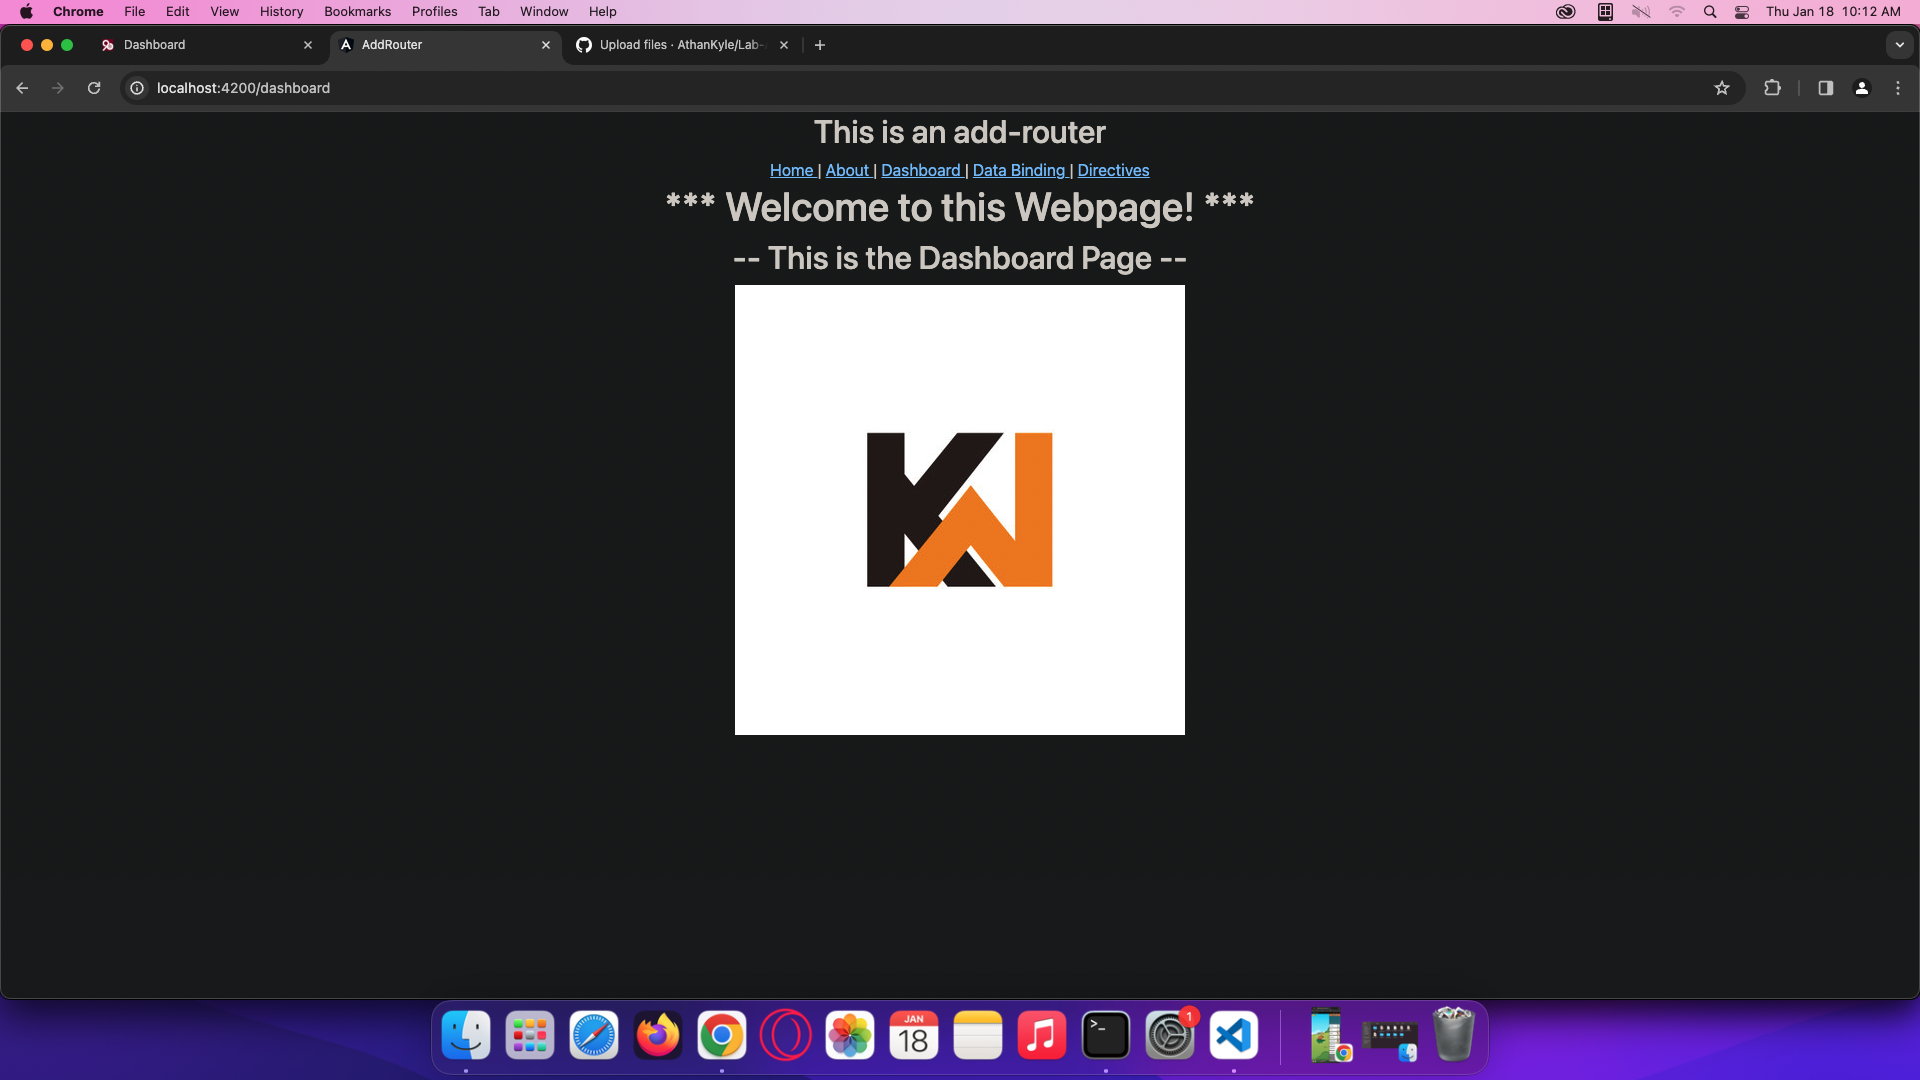 Chrome File Edit View History Bookmarks Profiles Tab Window Help Thu Jan 18 10:12 AM
Dashboard AddRouter Upload files · AthanKyle/Lab-
localhost:4200/dashboard
This is an add-router
Home | About | Dashboard | Data Binding | Directives
*** Welcome to this Webpage! ***
-- This is the Dashboard Page --
KW
JAN
18
>_
1